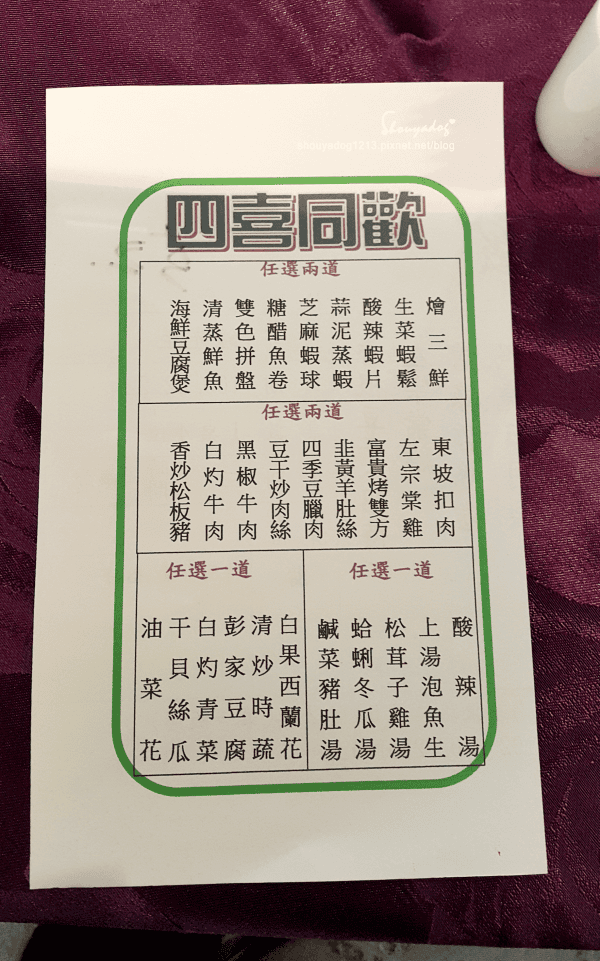 Shouyadog
shouyadog1213.pixnet.net/blog
四喜同歡
任選兩道
燴三鮮
生菜蝦鬆
酸辣蝦片
蒜泥蒸蝦
芝麻蝦球
糖醋魚卷
雙色拼盤
清蒸鮮魚
海鮮豆腐煲
任選兩道
東坡扣肉
左宗棠雞
富貴烤雙方
韭黃羊肚絲
四季豆臘肉
豆干炒肉絲
黑椒牛肉
白灼牛肉
香炒松板豬
任選一道
酸辣湯
上湯泡魚生
松茸子雞湯
蛤蜊冬瓜湯
鹹菜豬肚湯
任選一道
白果西蘭花
清炒時蔬
彭家豆腐
白灼青菜
干貝絲瓜
油菜花